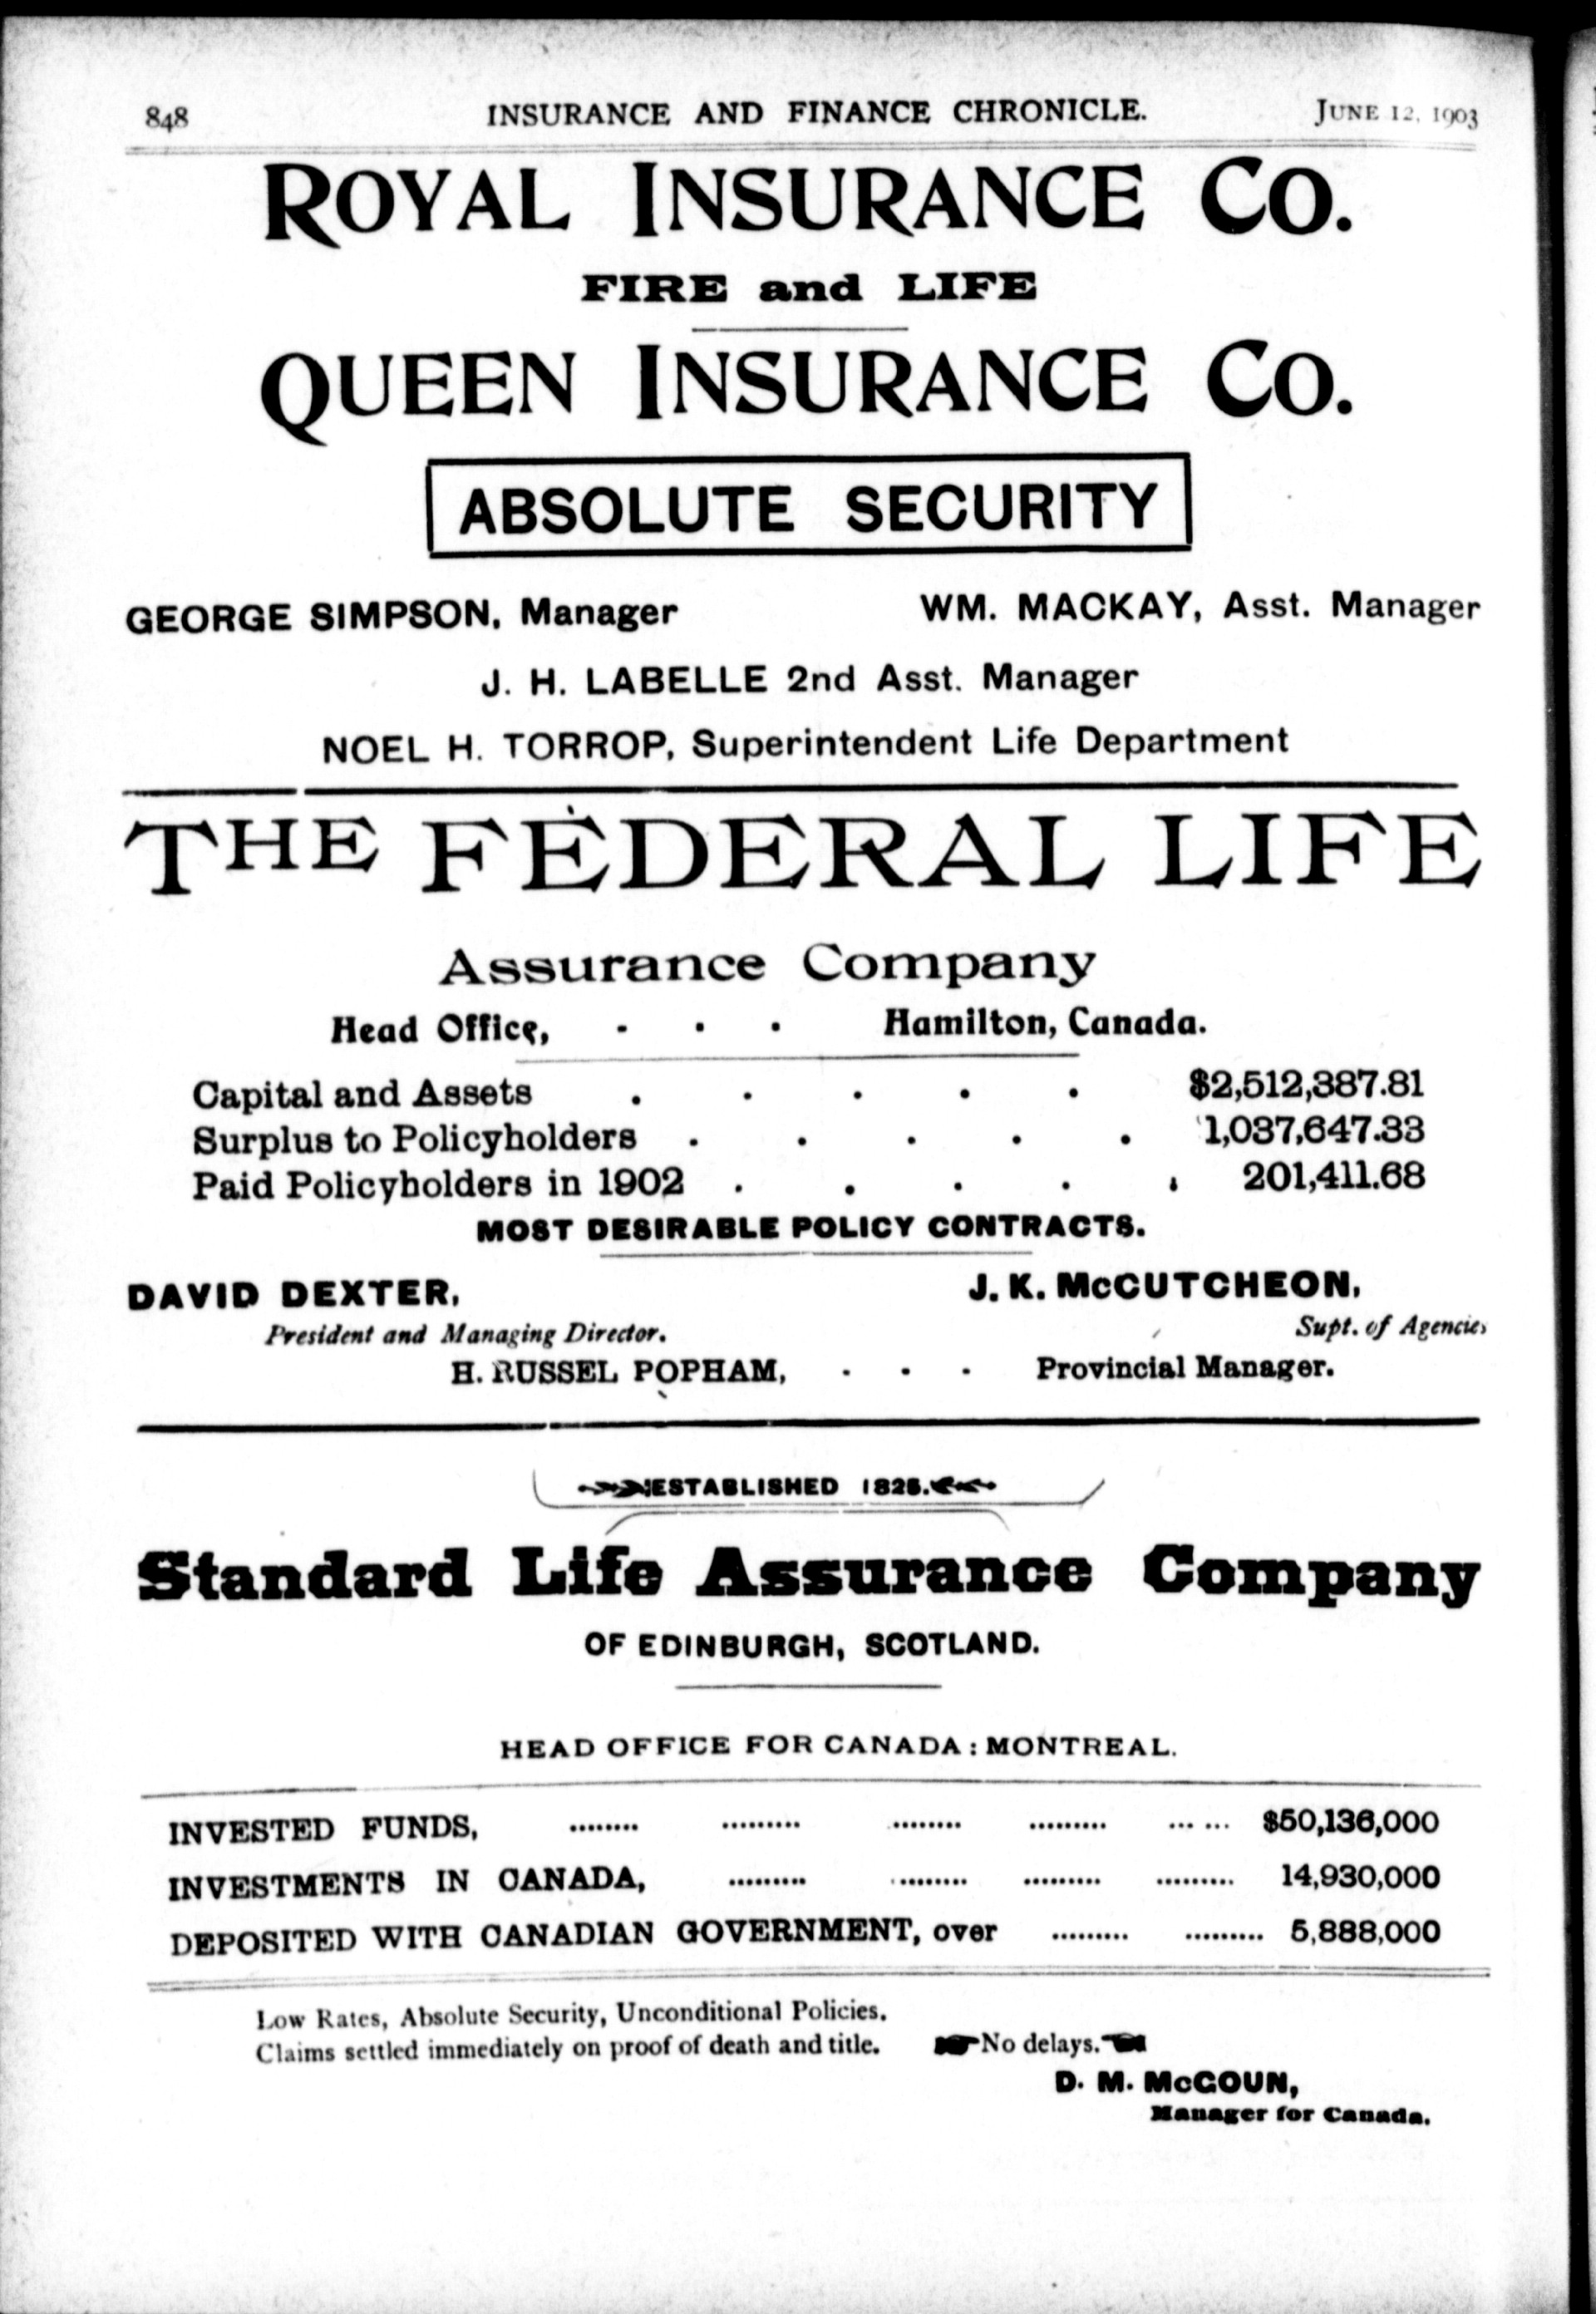 848 INSURANCE AND FINANCE CHRONICLE. JUNE 12, 1903
ROYAL INSURANCE CO.
FIRE and LIFE
QUEEN INSURANCE CO.
ABSOLUTE SECURITY
GEORGE SIMPSON, Manager WM. MACKAY, Asst. Manager
J. H. LABELLE 2nd Asst. Manager
NOEL H. TORROP, Superintendent Life Department
THE FEDERAL LIFE
Assurance Company
Head Office, - - - Hamilton, Canada.
Capital and Assets . . . . . $2,512,387.81
Surplus to Policyholders . . . . . 1,037,647.33
Paid Policyholders in 1902 . . . . . 201,411.68
MOST DESIRABLE POLICY CONTRACTS.
DAVID DEXTER, J. K. McCUTCHEON,
President and Managing Director. Supt. of Agencies
H. RUSSEL POPHAM, - - - Provincial Manager.
ESTABLISHED 1825.
Standard Life Assurance Company
OF EDINBURGH, SCOTLAND.
HEAD OFFICE FOR CANADA: MONTREAL.
INVESTED FUNDS, ........ ......... ........ ......... ... ... $50,136,000
INVESTMENTS IN CANADA, ......... ......... ......... ......... 14,930,000
DEPOSITED WITH CANADIAN GOVERNMENT, over ......... ......... 5,888,000
Low Rates, Absolute Security, Unconditional Policies.
Claims settled immediately on proof of death and title. No delays.
D. M. McGOUN,
Manager for Canada.